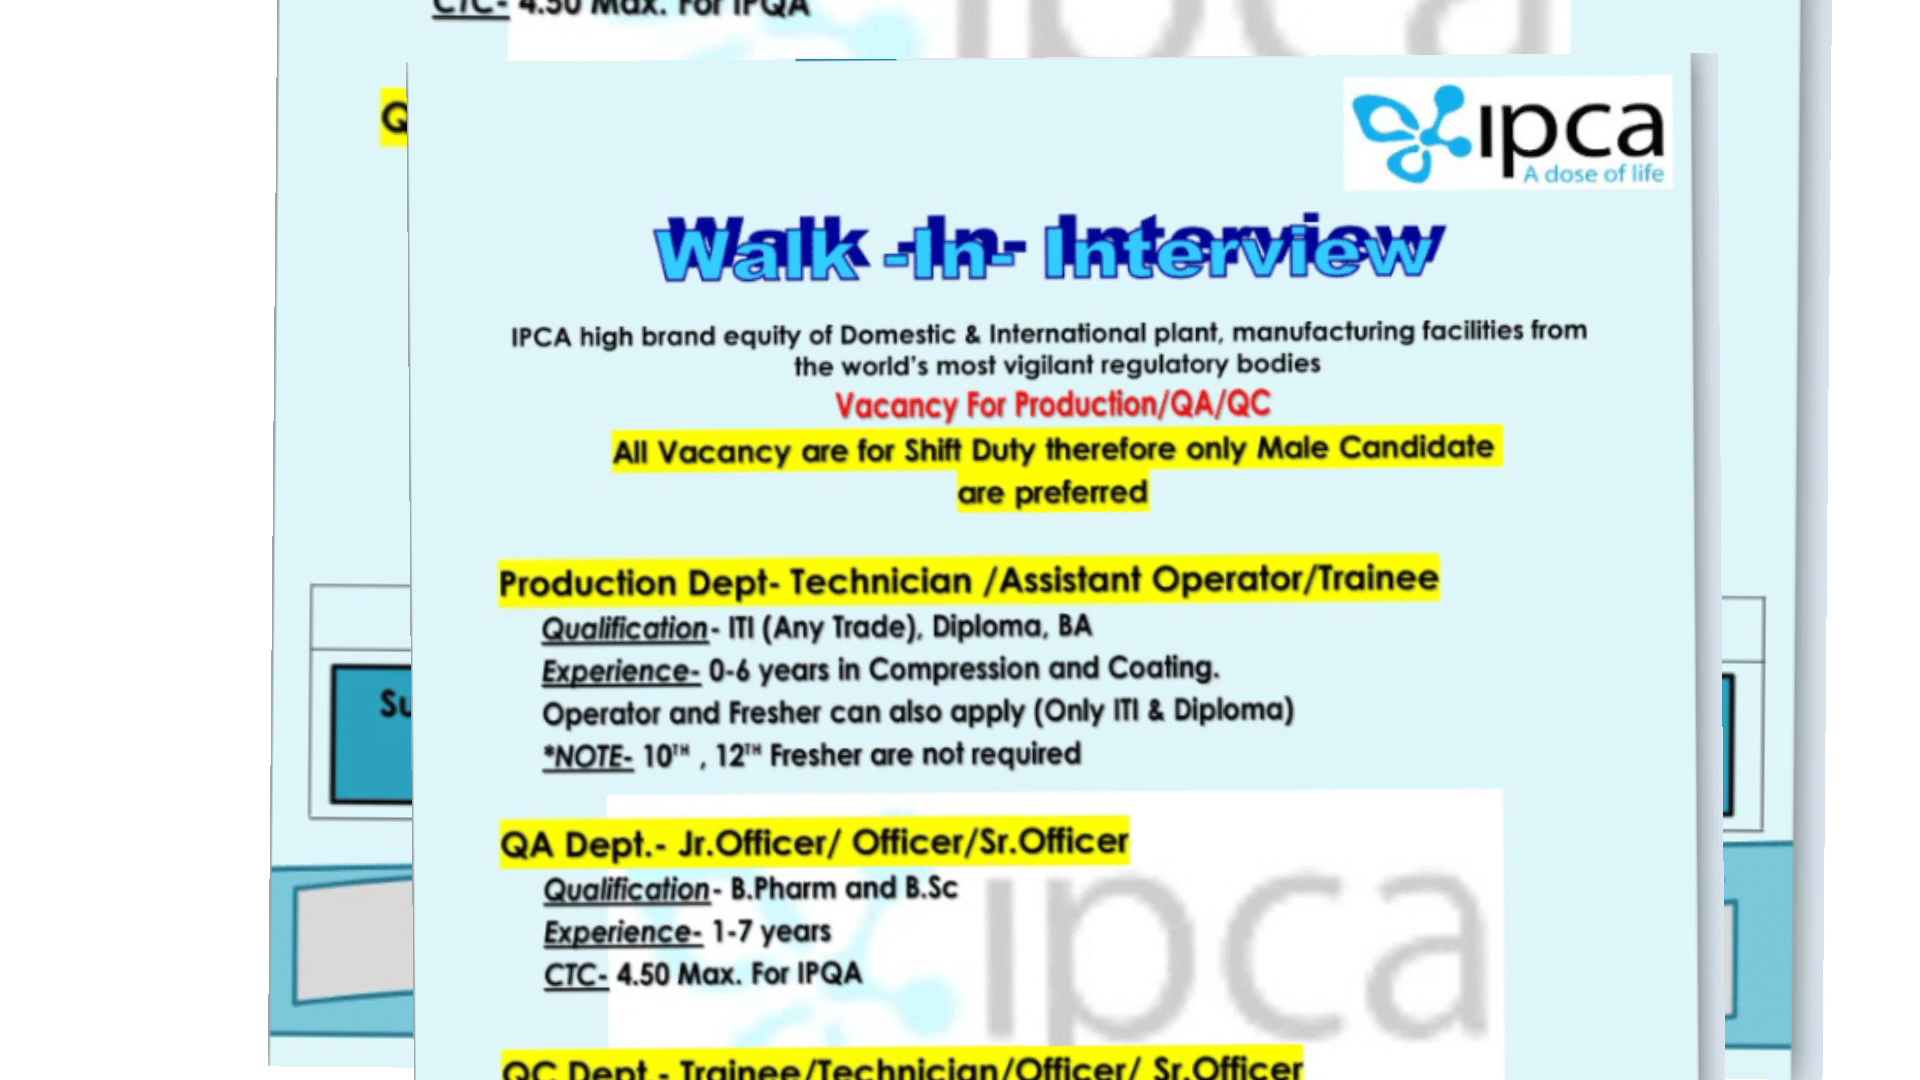 CTC- 4.50 Max. For IPQA
Q
ipca
A dose of life
Walk -In- Interview
IPCA high brand equity of Domestic & International plant, manufacturing facilities from
the world's most vigilant regulatory bodies
Vacancy For Production/QA/QC
All Vacancy are for Shift Duty therefore only Male Candidate
are preferred
Production Dept- Technician /Assistant Operator/Trainee
Qualification- ITI (Any Trade), Diploma, BA
Experience- 0-6 years in Compression and Coating.
Operator and Fresher can also apply (Only ITI & Diploma)
*NOTE- 10TH , 12TH Fresher are not required
QA Dept.- Jr.Officer/ Officer/Sr.Officer
Qualification- B.Pharm and B.Sc
Experience- 1-7 years
CTC- 4.50 Max. For IPQA
ipca
QC Dept.- Trainee/Technician/Officer/ Sr.Officer